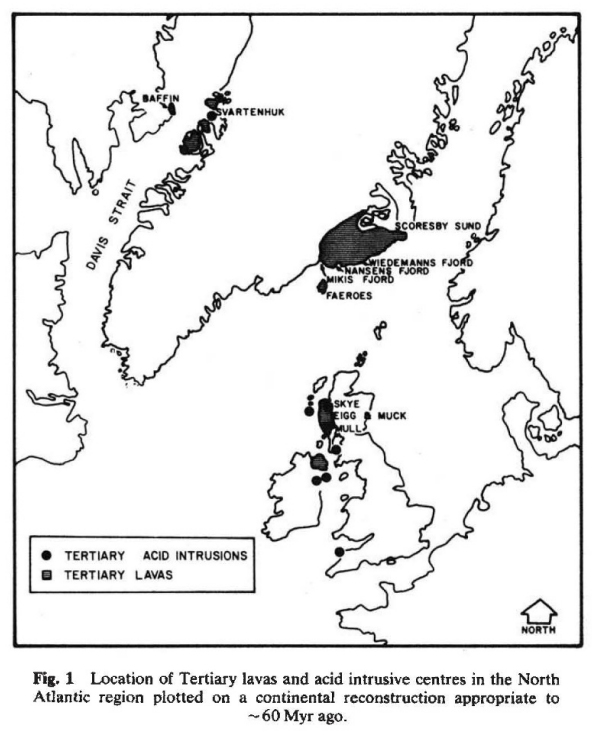 BAFFIN
SVARTENHUK
DAVIS STRAIT
SCORESBY SUND
WIEDEMANNS FJORD
NANSENS FJORD
MIKIS FJORD
FAEROES
SKYE
EIGG & MUCK
MULL
TERTIARY ACID INTRUSIONS
TERTIARY LAVAS
NORTH
Fig. 1 Location of Tertiary lavas and acid intrusive centres in the North
Atlantic region plotted on a continental reconstruction appropriate to
~60 Myr ago.